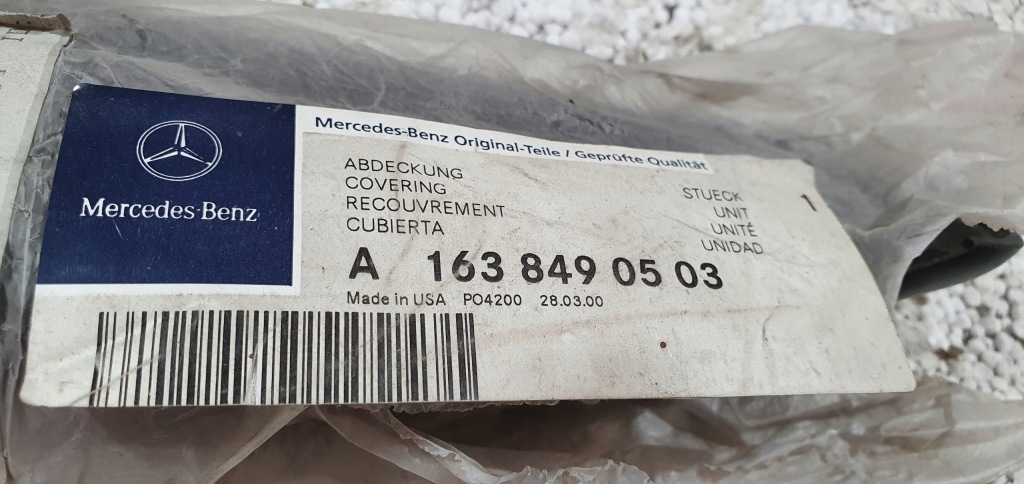 Mercedes-Benz
Mercedes-Benz Original-Teile / Geprüfte Qualität
ABDECKUNG
COVERING
RECOUVREMENT
CUBIERTA
STUECK 1
UNIT
UNITÉ
UNIDAD
A 163 849 05 03
Made in USA PO4200 28.03.00